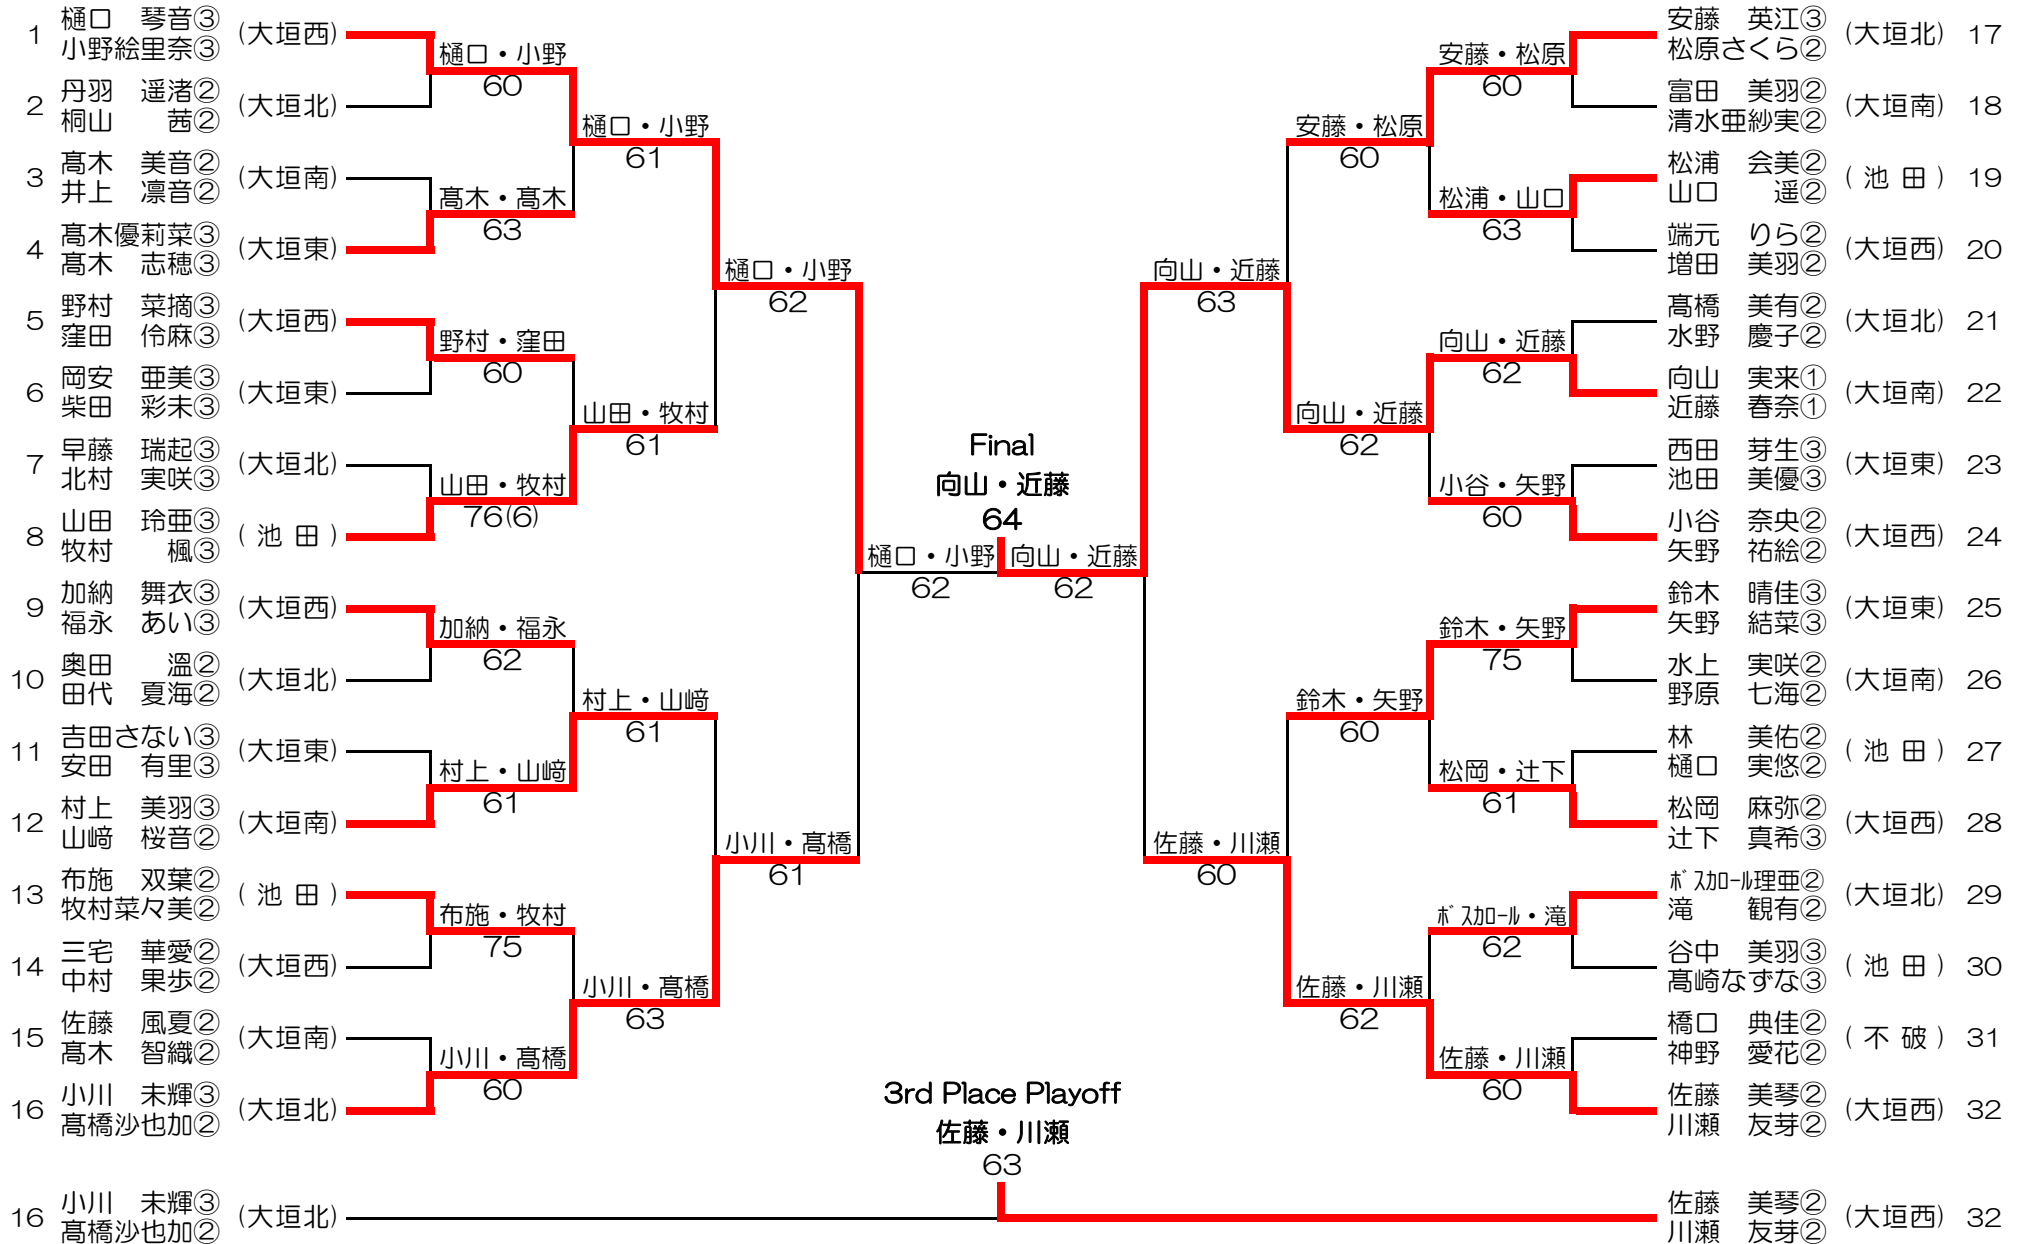 1 樋口　琴音③ (大垣西)
小野絵里奈③
2 丹羽　遥渚② (大垣北)
桐山　　茜②
3 髙木　美音② (大垣南)
井上　凛音②
4 髙木優莉菜③ (大垣東)
髙木　志穂③
5 野村　菜摘③ (大垣西)
窪田　伶麻③
6 岡安　亜美③ (大垣東)
柴田　彩未③
7 早藤　瑞起③ (大垣北)
北村　実咲③
8 山田　玲亜③ (池田)
牧村　　楓③
9 加納　舞衣③ (大垣西)
福永　あい③
10 奥田　　溫② (大垣北)
田代　夏海②
11 吉田さない③ (大垣東)
安田　有里③
12 村上　美羽③ (大垣南)
山﨑　桜音②
13 布施　双葉② (池田)
牧村菜々美②
14 三宅　華愛② (大垣西)
中村　果歩②
15 佐藤　風夏② (大垣南)
髙木　智織②
16 小川　未輝③ (大垣北)
髙橋沙也加②
樋口・小野
60
髙木・髙木
63
野村・窪田
60
山田・牧村
76(6)
加納・福永
62
村上・山﨑
61
布施・牧村
75
小川・髙橋
60
樋口・小野
61
山田・牧村
61
村上・山﨑
61
小川・髙橋
63
樋口・小野
62
小川・髙橋
61
樋口・小野
62
Final
向山・近藤
64
向山・近藤
62
向山・近藤
63
佐藤・川瀬
60
安藤・松原
60
向山・近藤
62
鈴木・矢野
60
佐藤・川瀬
62
安藤・松原
60
松浦・山口
63
向山・近藤
62
小谷・矢野
60
鈴木・矢野
75
松岡・辻下
61
ﾎﾞｽｶﾛｰﾙ・滝
62
佐藤・川瀬
60
安藤　英江③ (大垣北) 17
松原さくら②
富田　美羽② (大垣南) 18
清水亜紗実②
松浦　会美② (池田) 19
山口　　遥②
端元　りら② (大垣西) 20
増田　美羽②
髙橋　美有② (大垣北) 21
水野　慶子②
向山　実来① (大垣南) 22
近藤　春奈①
西田　芽生③ (大垣東) 23
池田　美優③
小谷　奈央② (大垣西) 24
矢野　祐絵②
鈴木　晴佳③ (大垣東) 25
矢野　結菜③
水上　実咲② (大垣南) 26
野原　七海②
林　　美佑② (池田) 27
樋口　実悠②
松岡　麻弥② (大垣西) 28
辻下　真希③
ﾎﾞｽｶﾛｰﾙ理亜② (大垣北) 29
滝　　観有②
谷中　美羽③ (池田) 30
髙崎なずな③
橋口　典佳② (不破) 31
神野　愛花②
佐藤　美琴② (大垣西) 32
川瀬　友芽②
3rd Place Playoff
佐藤・川瀬
63
16 小川　未輝③ (大垣北)
髙橋沙也加②
佐藤　美琴② (大垣西) 32
川瀬　友芽②